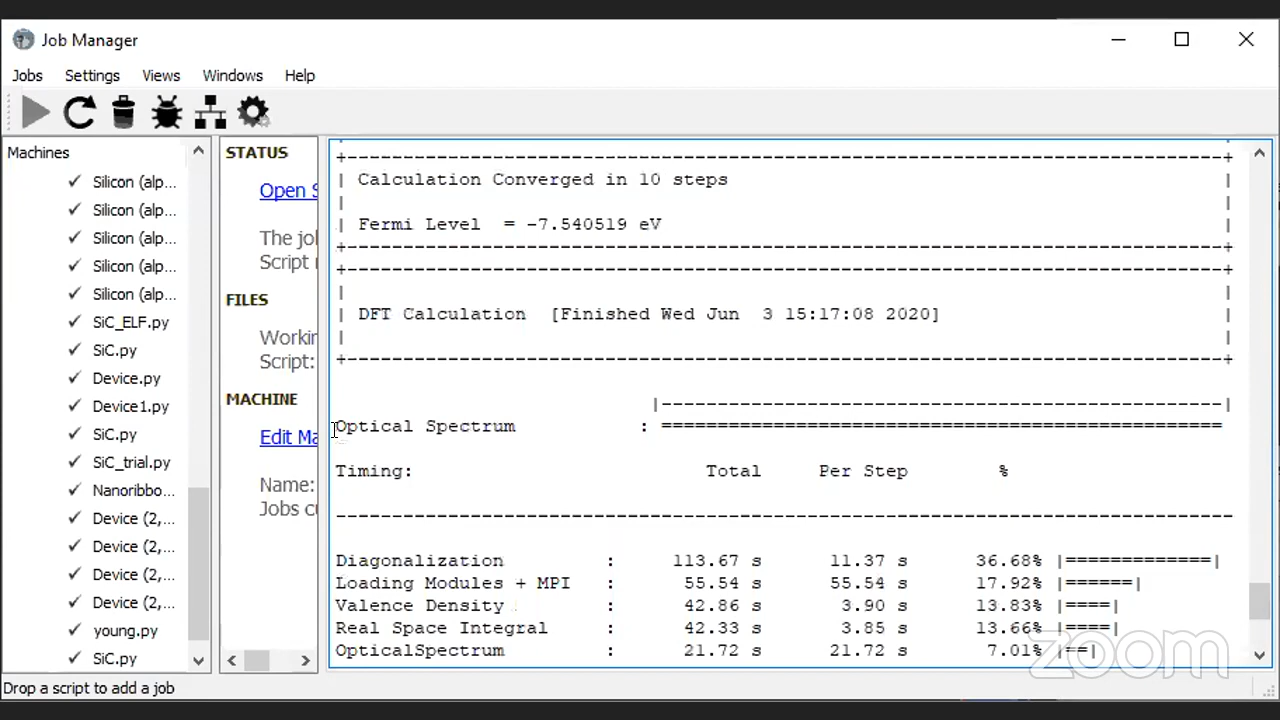 Job Manager
Jobs Settings Views Windows Help
Machines
Silicon (alp...
Silicon (alp...
Silicon (alp...
Silicon (alp...
Silicon (alp...
SiC_ELF.py
SiC.py
Device.py
Device1.py
SiC.py
SiC_trial.py
Nanoribbo...
Device (2,...
Device (2,...
Device (2,...
Device (2,...
young.py
SiC.py
STATUS
Open S
The jo
Script
FILES
Workin
Script:
MACHINE
Edit Ma
Name:
Jobs cu
+------------------------------------------------------------------------------+
| Calculation Converged in 10 steps |
| |
| Fermi Level = -7.540519 eV |
+------------------------------------------------------------------------------+
+------------------------------------------------------------------------------+
| |
| DFT Calculation [Finished Wed Jun 3 15:17:08 2020] |
| |
+------------------------------------------------------------------------------+
|--------------------------------------------------|
Optical Spectrum : ==================================================
Timing: Total Per Step %
--------------------------------------------------------------------------------
Diagonalization : 113.67 s 11.37 s 36.68% |=============|
Loading Modules + MPI : 55.54 s 55.54 s 17.92% |======|
Valence Density : 42.86 s 3.90 s 13.83% |====|
Real Space Integral : 42.33 s 3.85 s 13.66% |====|
OpticalSpectrum : 21.72 s 21.72 s 7.01% |==|
zoom
Drop a script to add a job